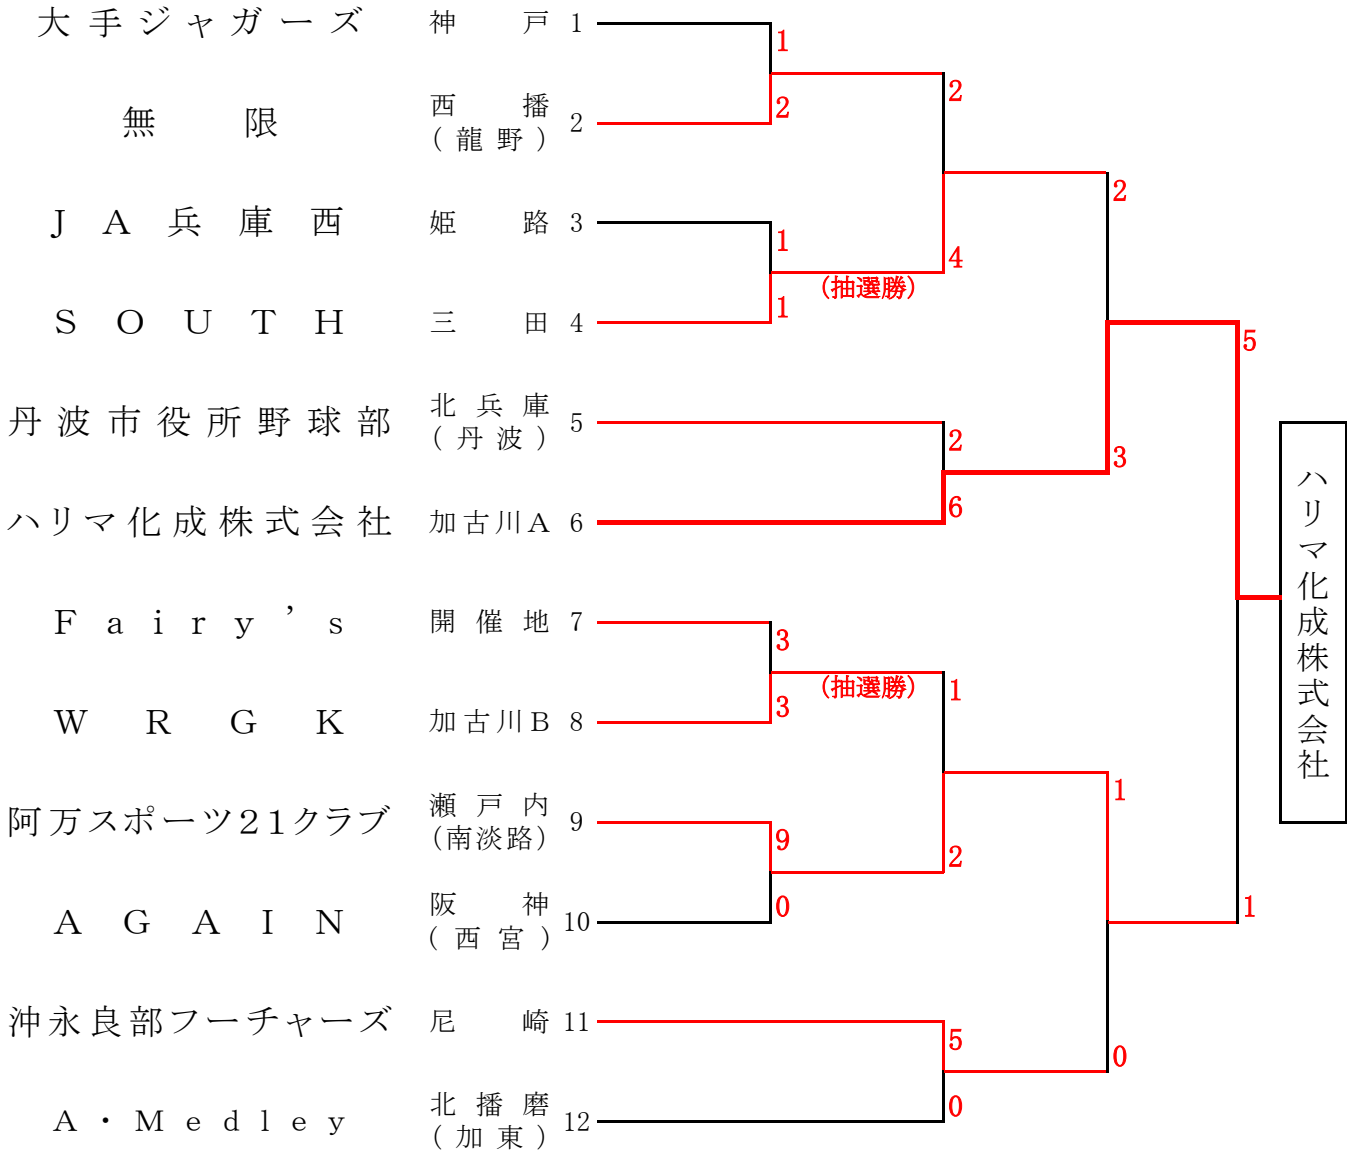 大手ジャガーズ 神戸 1
無限 西播(龍野) 2
JA兵庫西 姫路 3
SOUTH 三田 4
丹波市役所野球部 北兵庫(丹波) 5
ハリマ化成株式会社 加古川A 6
Fairy’s 開催地 7
WRGK 加古川B 8
阿万スポーツ21クラブ 瀬戸内(南淡路) 9
AGAIN 阪神(西宮) 10
沖永良部フーチャーズ 尼崎 11
A・Medley 北播磨(加東) 12
1
2
1
(抽選勝)
1
3
(抽選勝)
3
9
0
2
4
2
6
1
2
5
0
2
3
1
0
5
1
ハリマ化成株式会社